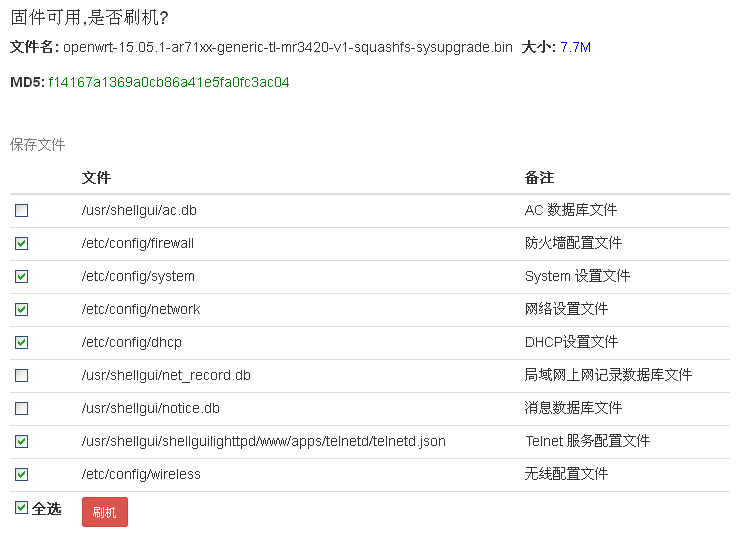 固件可用,是否刷机?
文件名: openwrt-15.05.1-ar71xx-generic-tl-mr3420-v1-squashfs-sysupgrade.bin 大小: 7.7M
MD5: f14167a1369a0cb86a41e5fa0fc3ac04
保存文件
文件 备注
/usr/shellgui/ac.db AC 数据库文件
/etc/config/firewall 防火墙配置文件
/etc/config/system System 设置文件
/etc/config/network 网络设置文件
/etc/config/dhcp DHCP设置文件
/usr/shellgui/net_record.db 局域网上网记录数据库文件
/usr/shellgui/notice.db 消息数据库文件
/usr/shellgui/shellguilighttpd/www/apps/telnetd/telnetd.json Telnet 服务配置文件
/etc/config/wireless 无线配置文件
全选 刷机